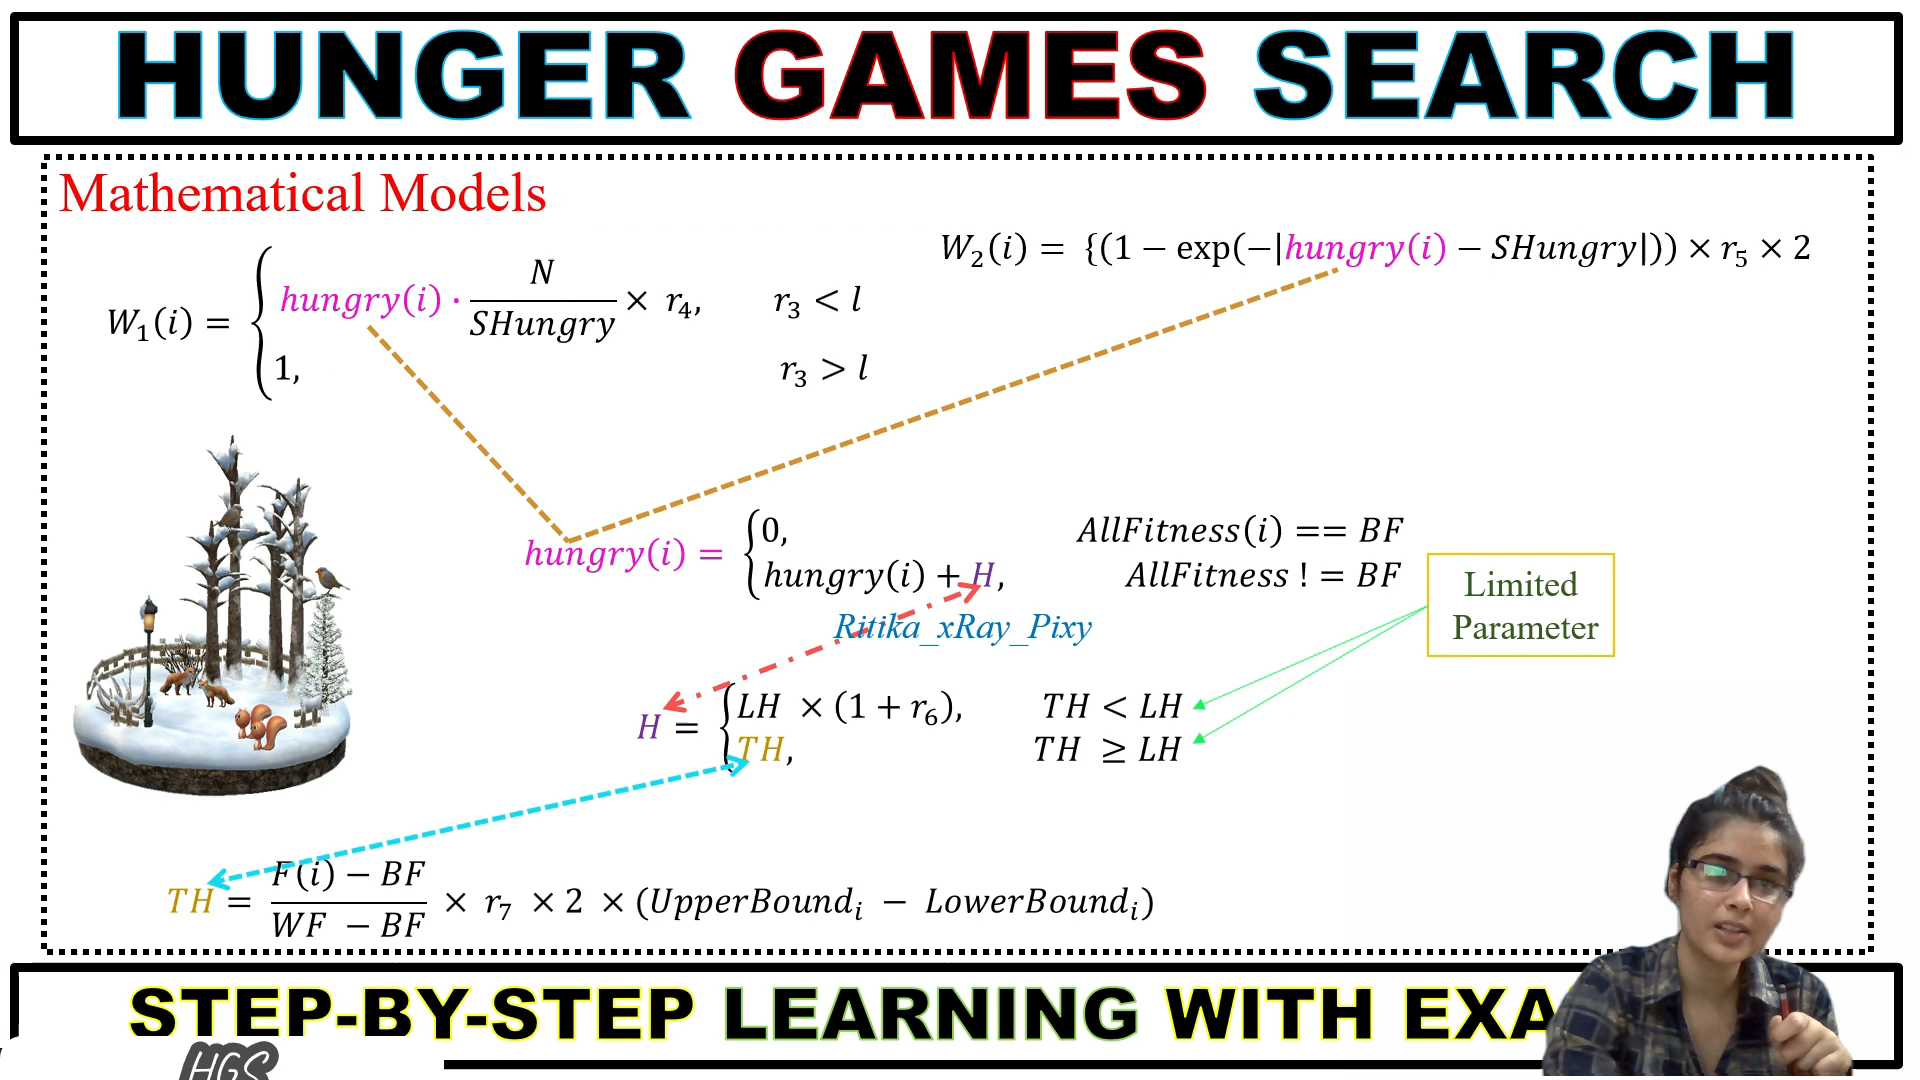 HUNGER GAMES SEARCH
Mathematical Models
W₂(i) = {(1 − exp(−|hungry(i) − SHungry|)) × r₅ × 2
W₁(i) = { hungry(i) · N / SHungry × r₄, r₃ < l
1, r₃ > l
hungry(i) = { 0, AllFitness(i) == BF
hungry(i) + H, AllFitness ! = BF
Limited
Parameter
Ritika_xRay_Pixy
H = { LH × (1 + r₆), TH < LH
TH, TH ≥ LH
TH = F(i) − BF / WF − BF × r₇ × 2 × (UpperBoundᵢ − LowerBoundᵢ)
STEP-BY-STEP LEARNING WITH EXA
HGS